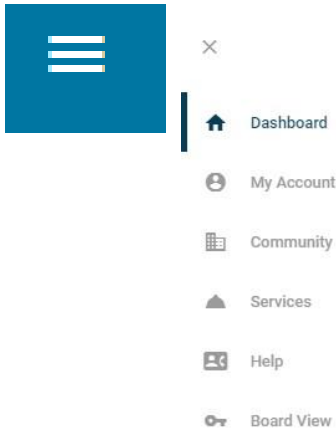 Dashboard
My Account
Community
Services
Help
Board View